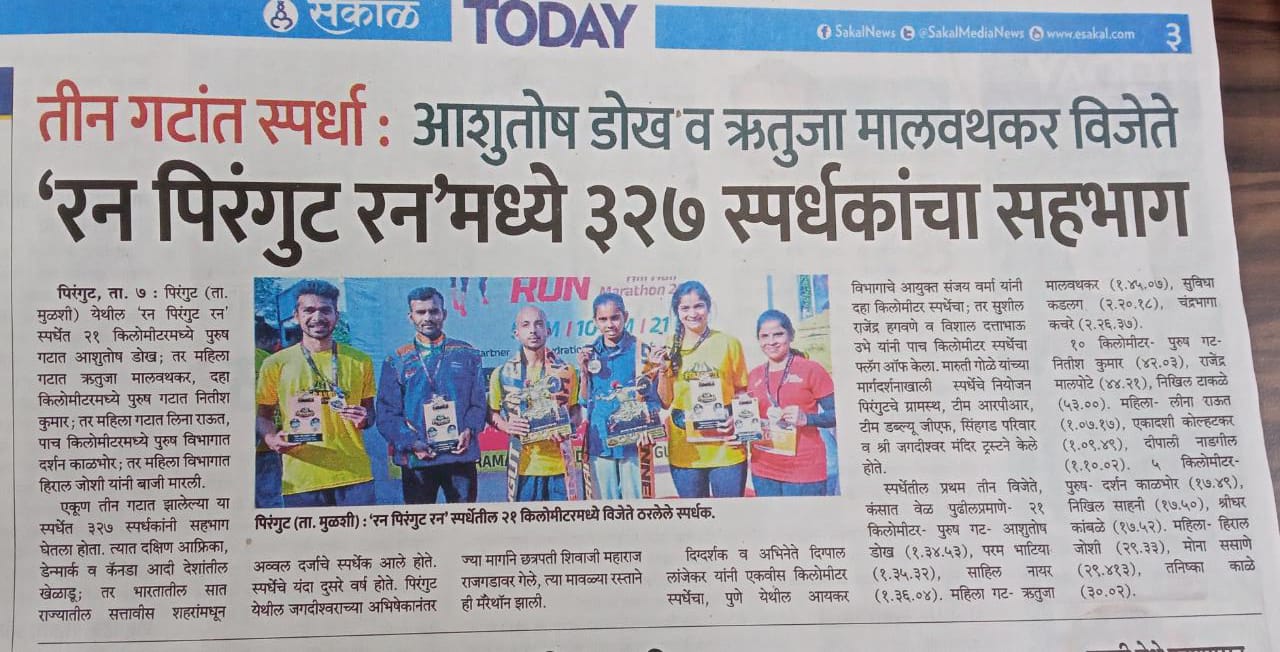 सकाळ
TODAY
SakalNews @SakalMediaNews www.esakal.com
३
तीन गटांत स्पर्धा : आशुतोष डोख व ऋतुजा मालवथकर विजेते
‘रन पिरंगुट रन’मध्ये ३२७ स्पर्धकांचा सहभाग
पिरंगुट, ता. ७ : पिरंगुट (ता.
मुळशी) येथील ‘रन पिरंगुट रन’
स्पर्धेत २१ किलोमीटरमध्ये पुरुष
गटात आशुतोष डोख; तर महिला
गटात ऋतुजा मालवथकर, दहा
किलोमीटरमध्ये पुरुष गटात नितीश
कुमार; तर महिला गटात लिना राऊत,
पाच किलोमीटरमध्ये पुरुष विभागात
दर्शन काळभोर; तर महिला विभागात
हिराल जोशी यांनी बाजी मारली.
एकूण तीन गटात झालेल्या या
स्पर्धेत ३२७ स्पर्धकांनी सहभाग
घेतला होता. त्यात दक्षिण आफ्रिका,
डेन्मार्क व कॅनडा आदी देशांतील
खेळाडू; तर भारतातील सात
राज्यातील सत्तावीस शहरांमधून
RUN
Marathon 2
पिरंगुट (ता. मुळशी) : ‘रन पिरंगुट रन’ स्पर्धेतील २१ किलोमीटरमध्ये विजेते ठरलेले स्पर्धक.
अव्वल दर्जाचे स्पर्धेक आले होते.
स्पर्धेचे यंदा दुसरे वर्ष होते. पिरंगुट
येथील जगदीश्वराच्या अभिषेकानंतर
ज्या मार्गाने छत्रपती शिवाजी महाराज
राजगडावर गेले, त्या मावळ्या रस्ताने
ही मॅरेथॉन झाली.
दिग्दर्शक व अभिनेते दिग्पाल
लांजेकर यांनी एकवीस किलोमीटर
स्पर्धेचा, पुणे येथील आयकर
विभागाचे आयुक्त संजय वर्मा यांनी
दहा किलोमीटर स्पर्धेचा; तर सुशील
राजेंद्र हगवणे व विशाल दत्ताभाऊ
उभे यांनी पाच किलोमीटर स्पर्धेचा
फ्लॅग ऑफ केला. मारुती गोळे यांच्या
मार्गदर्शनाखाली स्पर्धेचे नियोजन
पिरंगुटचे ग्रामस्थ, टीम आरपीआर,
टीम डब्ल्यू जीएफ, सिंहगड परिवार
व श्री जगदीश्वर मंदिर ट्रस्टने केले
होते.
स्पर्धेतील प्रथम तीन विजेते,
कंसात वेळ पुढीलप्रमाणे- २१
किलोमीटर- पुरुष गट- आशुतोष
डोख (१.३४.५३), परम भाटिया
(१.३५.३२), साहिल नायर
(१.३६.०४). महिला गट- ऋतुजा
मालवथकर (१.४५.०७), सुविधा
कडलग (२.२०.१८), चंद्रभागा
कचरे (२.२६.३७).
१० किलोमीटर- पुरुष गट-
नितीश कुमार (४२.०३), राजेंद्र
मालपोटे (४४.२१), निखिल टाकळे
(५३.००). महिला- लीना राऊत
(१.०७.१७), एकादशी कोल्हटकर
(१.०९.४९), दीपाली नाडगील
(१.१०.०२). ५ किलोमीटर-
पुरुष- दर्शन काळभोर (१७.४९),
निखिल साहनी (१७.५०), श्रीधर
कांबळे (१७.५२). महिला- हिराल
जोशी (२९.३३), मोना ससाणे
(२९.४१३), तनिष्का काळे
(३०.०२).